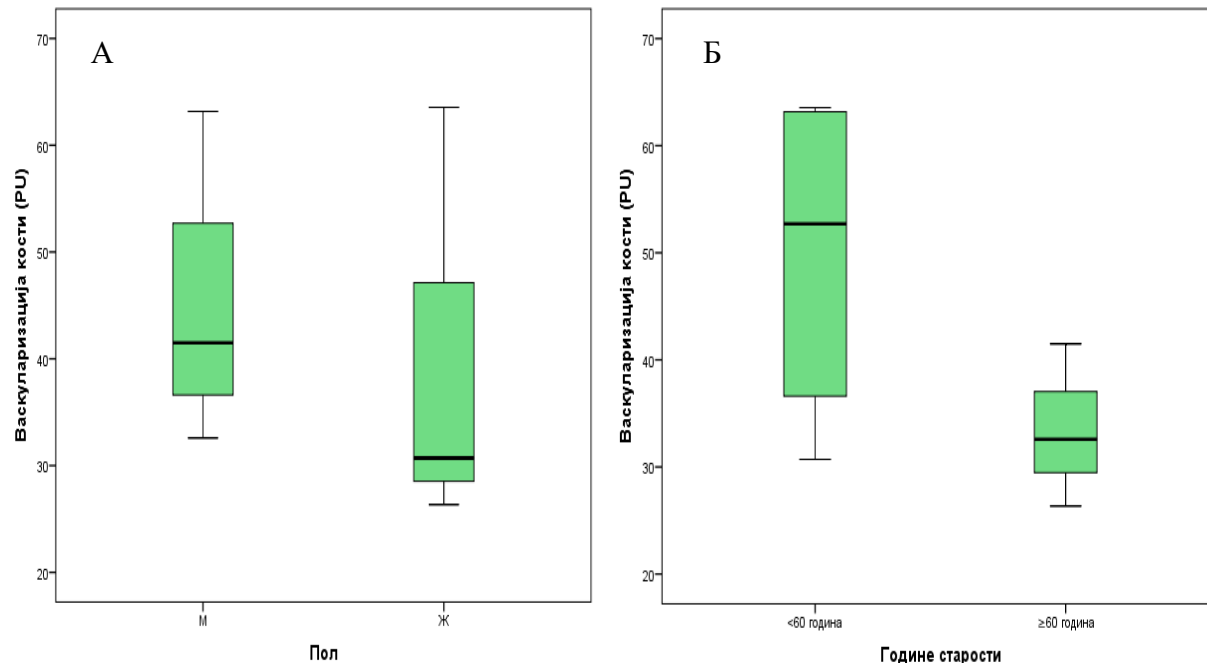 А
Васкуларизација кости (PU)
70
60
50
40
30
20
М
Ж
Пол
Б
Васкуларизација кости (PU)
70
60
50
40
30
20
<60 година
≥60 година
Године старости